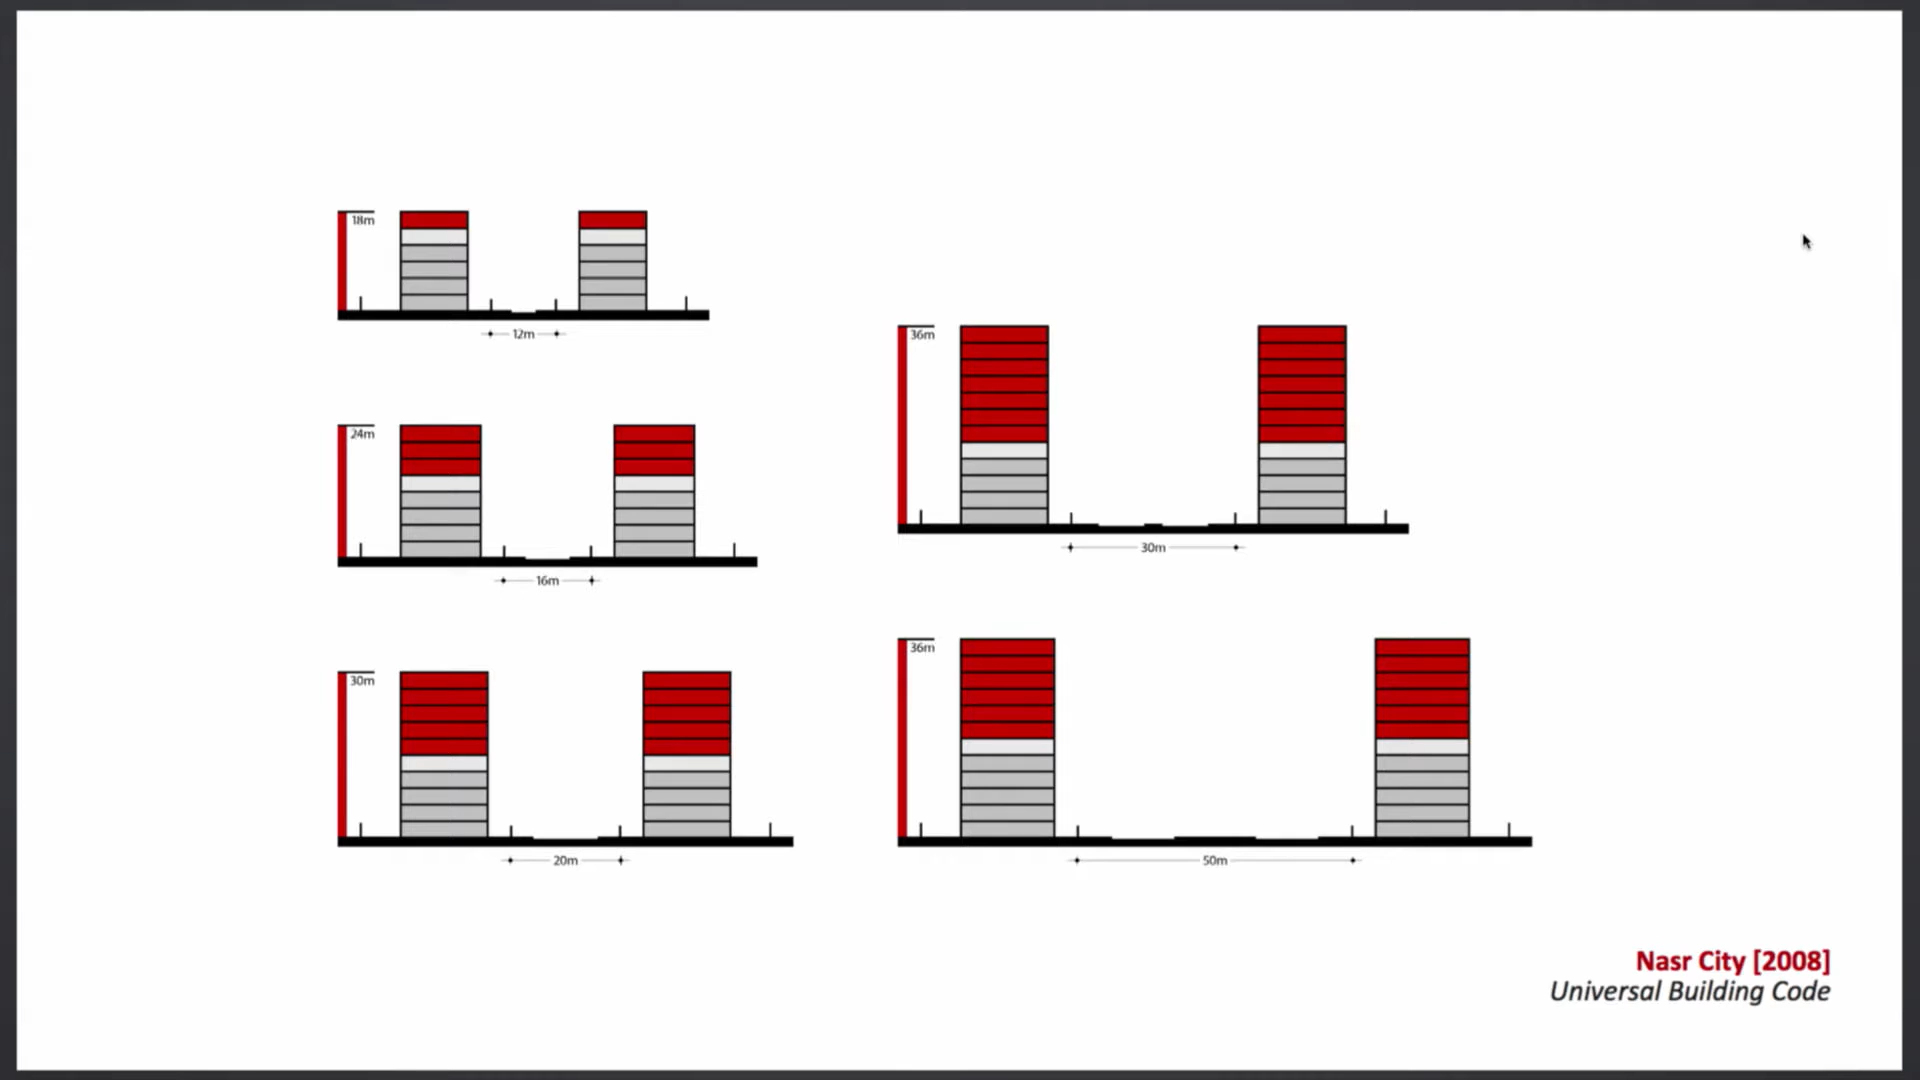 18m
12m
24m
16m
30m
20m
36m
30m
36m
50m
Nasr City [2008]
Universal Building Code